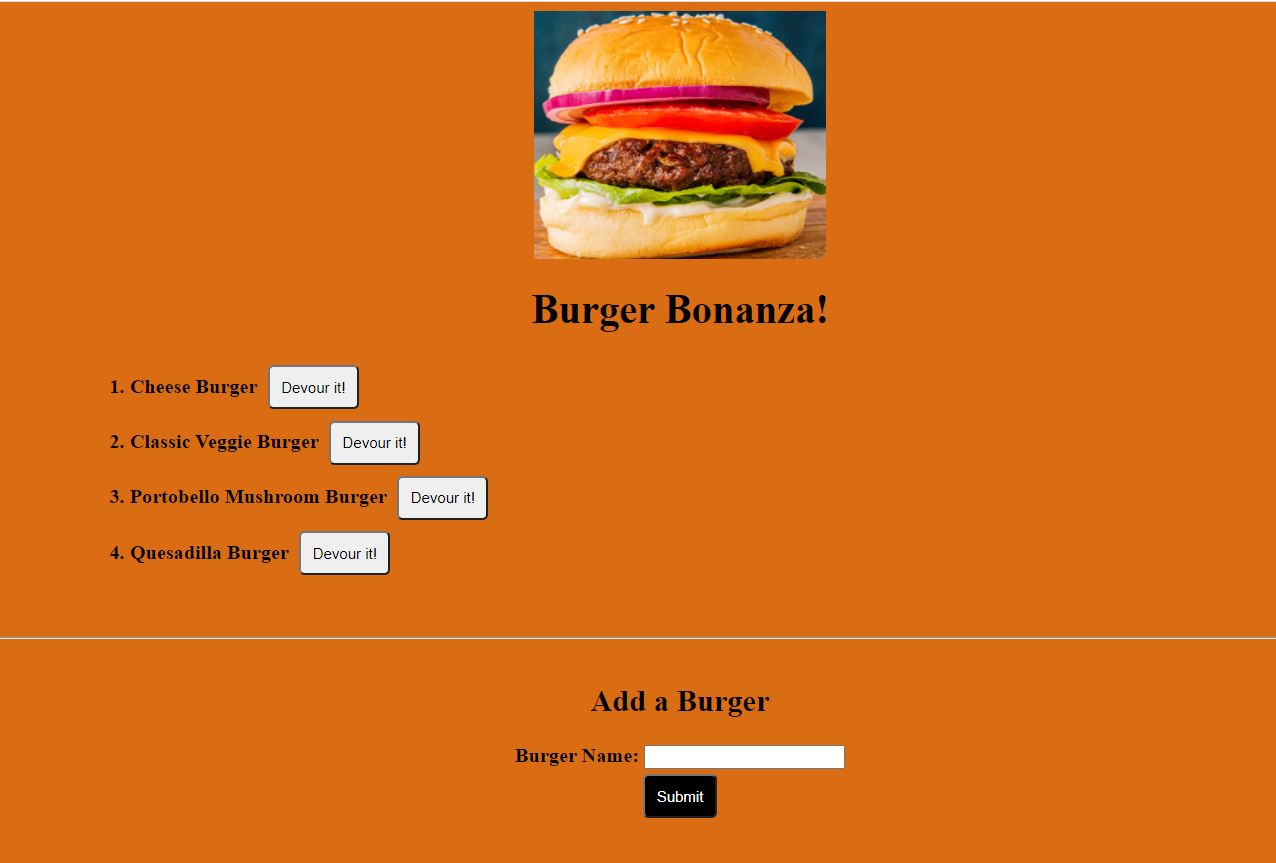 Burger Bonanza!
1. Cheese Burger Devour it!
2. Classic Veggie Burger Devour it!
3. Portobello Mushroom Burger Devour it!
4. Quesadilla Burger Devour it!
Add a Burger
Burger Name:
Submit